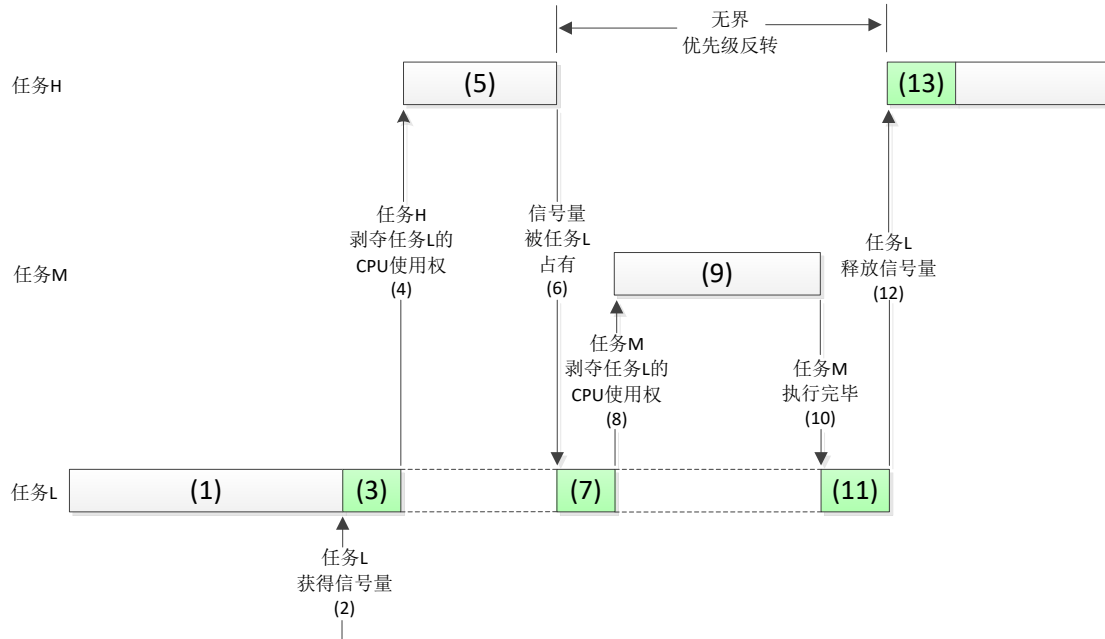 无界
优先级反转
任务H
(5)
(13)
任务H
剥夺任务L的
CPU使用权
(4)
信号量
被任务L
占有
(6)
任务L
释放信号量
(12)
任务M
(9)
任务M
剥夺任务L的
CPU使用权
(8)
任务M
执行完毕
(10)
任务L
(1)
(3)
(7)
(11)
任务L
获得信号量
(2)